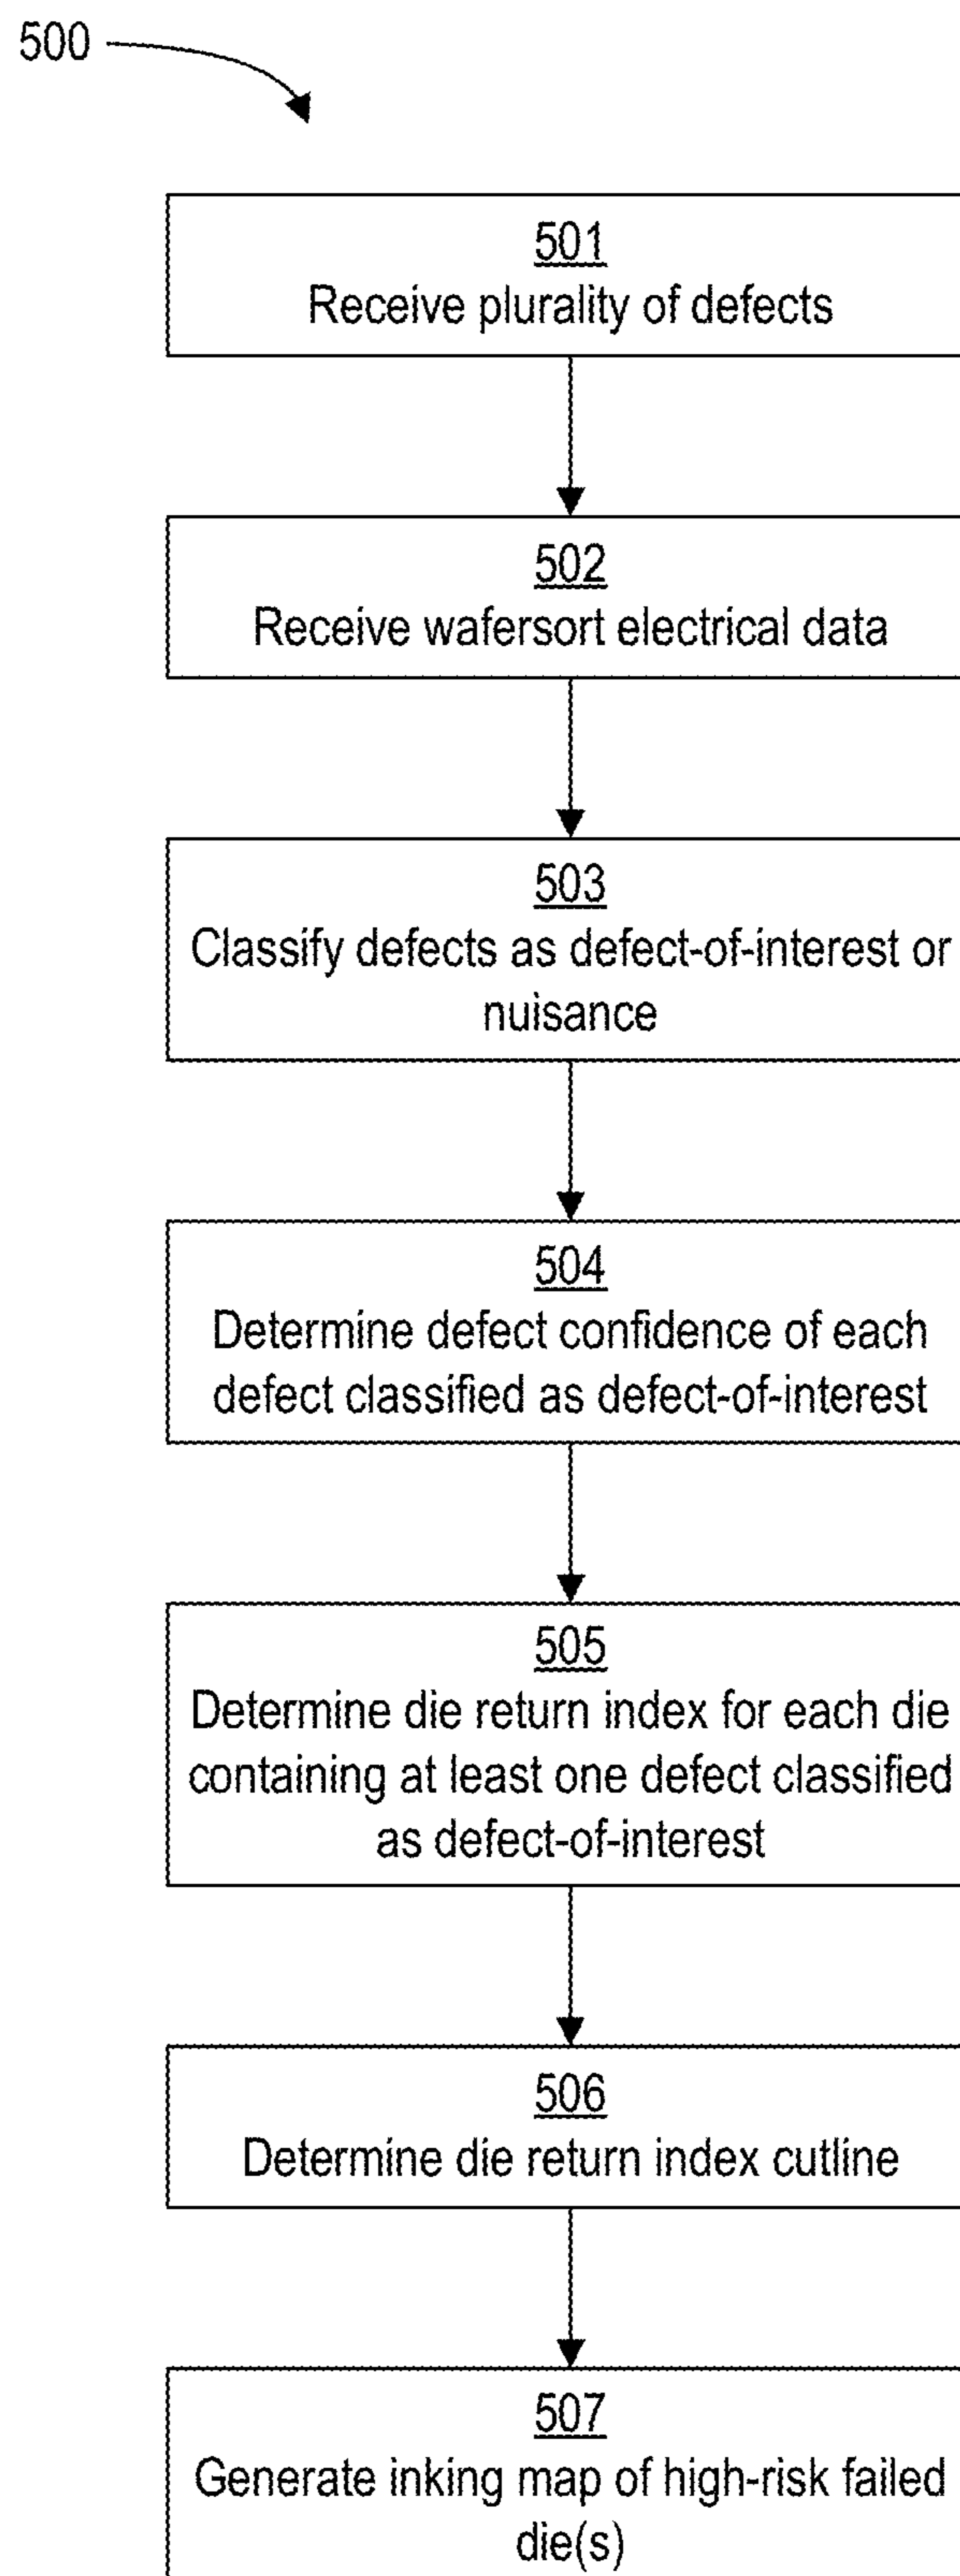 500
501
Receive plurality of defects
502
Receive wafersort electrical data
503
Classify defects as defect-of-interest or
nuisance
504
Determine defect confidence of each
defect classified as defect-of-interest
505
Determine die return index for each die
containing at least one defect classified
as defect-of-interest
506
Determine die return index cutline
507
Generate inking map of high-risk failed
die(s)